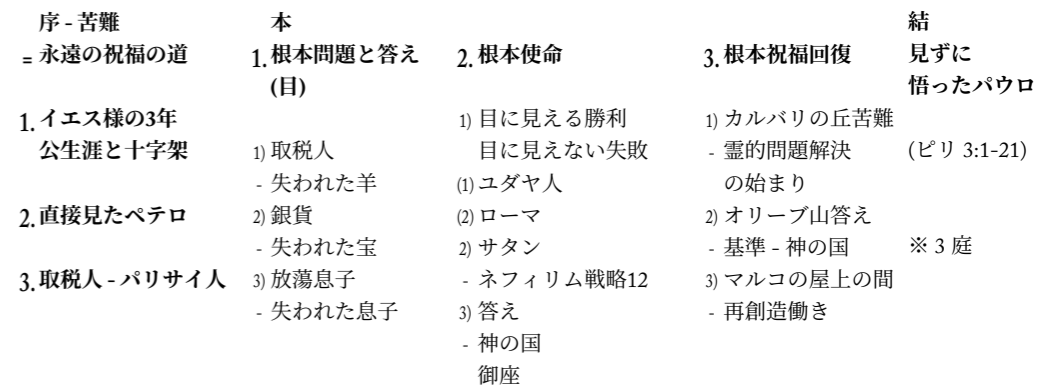 序 - 苦難
= 永遠の祝福の道
1. イエス様の3年
公生涯と十字架
2. 直接見たペテロ
3. 取税人 - パリサイ人
本
1. 根本問題と答え
(目)
1) 取税人
- 失われた羊
2) 銀貨
- 失われた宝
3) 放蕩息子
- 失われた息子
2. 根本使命
1) 目に見える勝利
目に見えない失敗
(1) ユダヤ人
(2) ローマ
2) サタン
- ネフィリム戦略12
3) 答え
- 神の国
御座
3. 根本祝福回復
1) カルバリの丘苦難
- 霊的問題解決
の始まり
2) オリーブ山答え
- 基準 - 神の国
3) マルコの屋上の間
- 再創造働き
結
見ずに
悟ったパウロ
(ピリ 3:1-21)
※ 3 庭